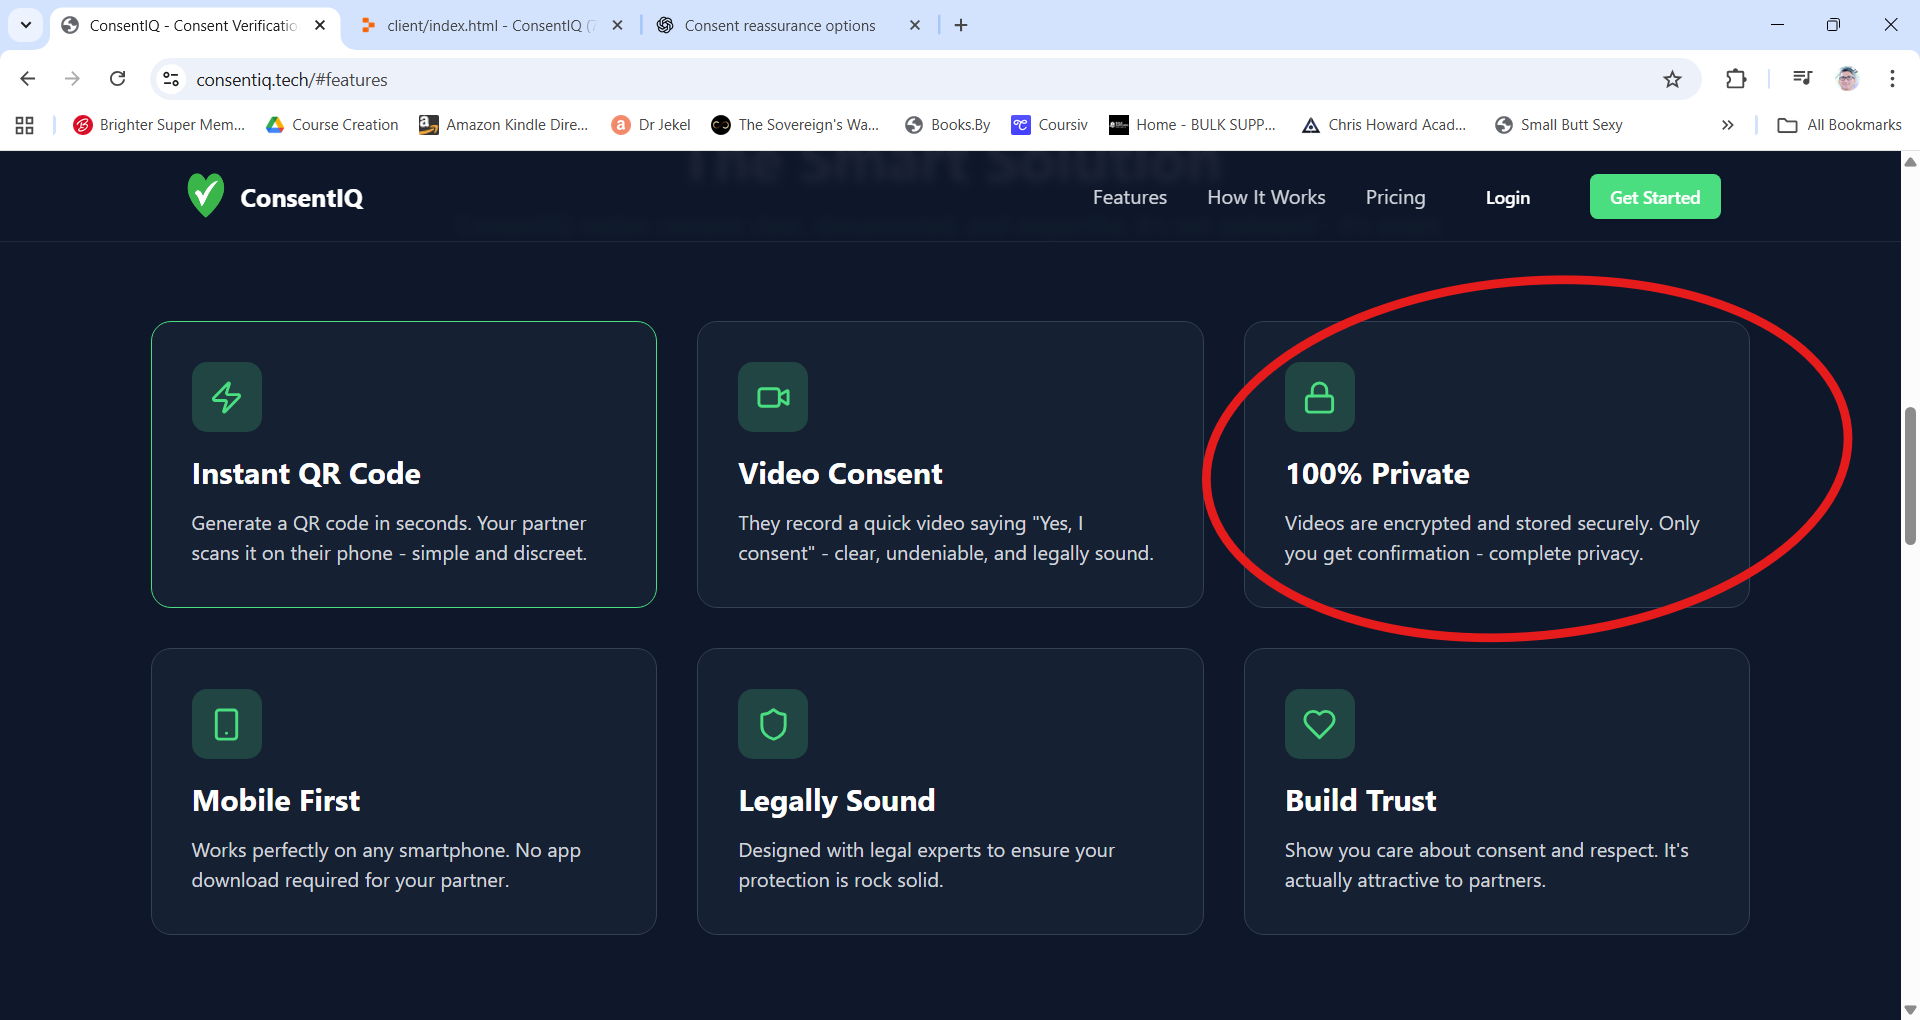 ConsentIQ - Consent Verificatio
client/index.html - ConsentIQ (
Consent reassurance options
consentiq.tech/#features
Brighter Super Mem...
Course Creation
Amazon Kindle Dire...
Dr Jekel
The Sovereign's Wa...
Books.By
Coursiv
Home - BULK SUPP...
Chris Howard Acad...
Small Butt Sexy
All Bookmarks
The Smart Solution
ConsentIQ
Features
How It Works
Pricing
Login
Get Started
Instant QR Code
Generate a QR code in seconds. Your partner
scans it on their phone - simple and discreet.
Video Consent
They record a quick video saying "Yes, I
consent" - clear, undeniable, and legally sound.
100% Private
Videos are encrypted and stored securely. Only
you get confirmation - complete privacy.
Mobile First
Works perfectly on any smartphone. No app
download required for your partner.
Legally Sound
Designed with legal experts to ensure your
protection is rock solid.
Build Trust
Show you care about consent and respect. It's
actually attractive to partners.